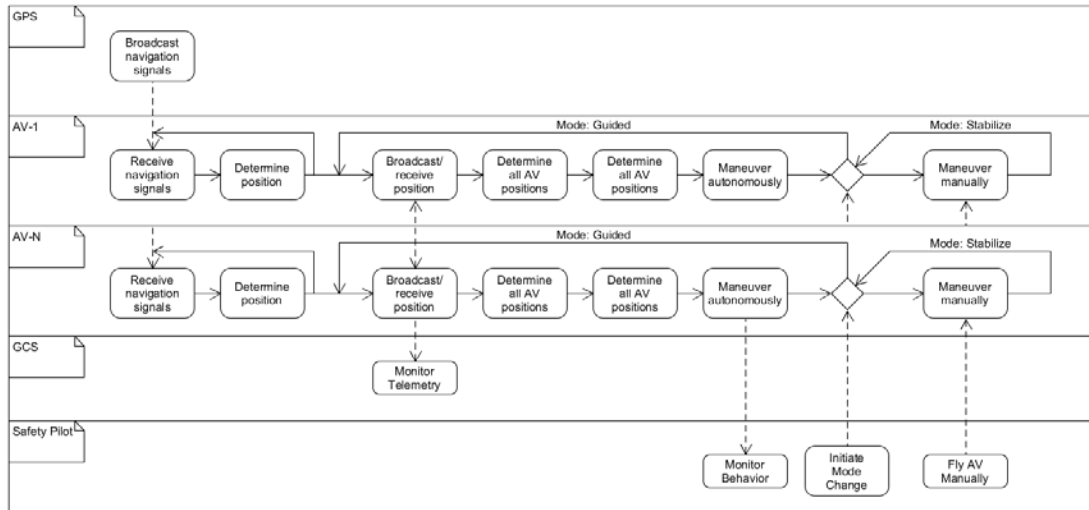 GPS
Broadcast
navigation
signals
AV-1
Mode: Guided
Mode: Stabilize
Receive
navigation
signals
Determine
position
Broadcast/
receive
position
Determine
all AV
positions
Determine
all AV
positions
Maneuver
autonomously
Maneuver
manually
AV-N
Mode: Guided
Mode: Stabilize
Receive
navigation
signals
Determine
position
Broadcast/
receive
position
Determine
all AV
positions
Determine
all AV
positions
Maneuver
autonomously
Maneuver
manually
GCS
Monitor
Telemetry
Safety Pilot
Monitor
Behavior
Initiate
Mode
Change
Fly AV
Manually